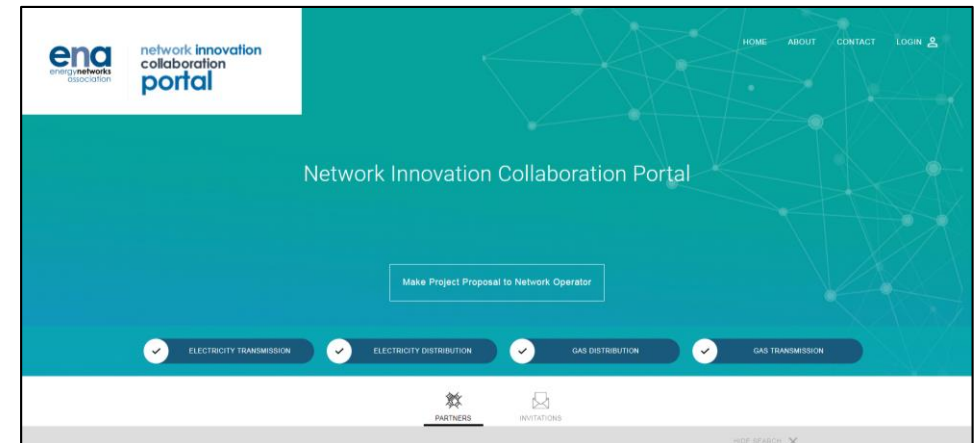 ena
energynetworks
association
network innovation
collaboration
portal
HOME ABOUT CONTACT LOGIN
Network Innovation Collaboration Portal
Make Project Proposal to Network Operator
ELECTRICITY TRANSMISSION ELECTRICITY DISTRIBUTION GAS DISTRIBUTION GAS TRANSMISSION
PARTNERS INVITATIONS
HIDE SEARCH X